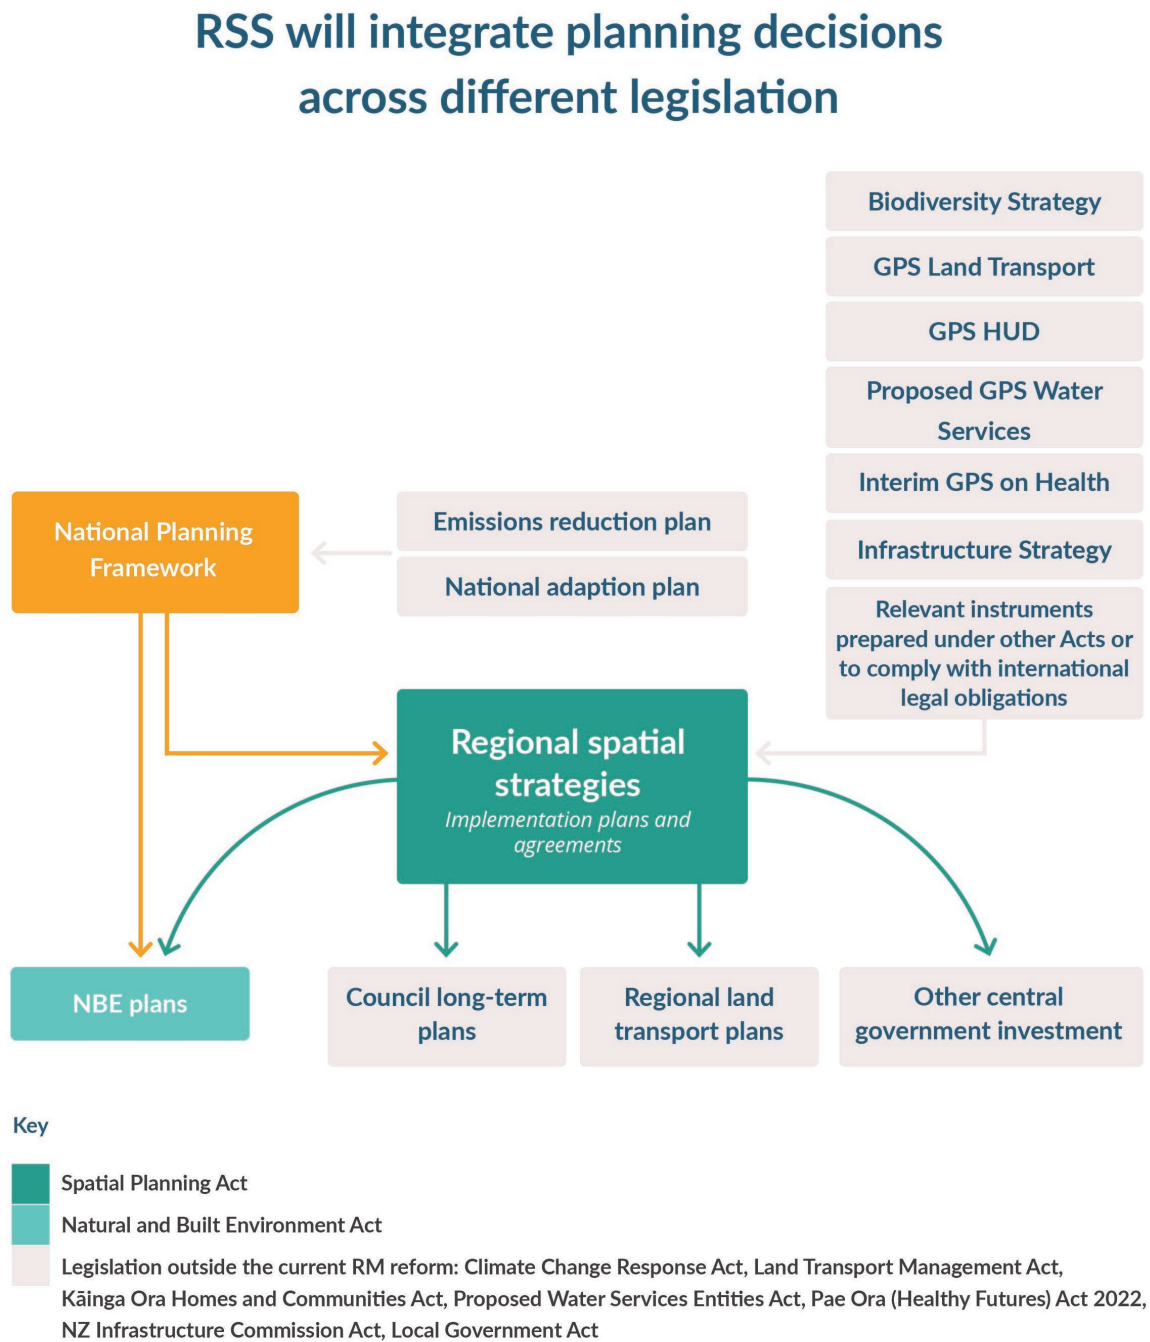 RSS will integrate planning decisions
across different legislation
Biodiversity Strategy
GPS Land Transport
GPS HUD
Proposed GPS Water
Services
Interim GPS on Health
Infrastructure Strategy
Relevant instruments
prepared under other Acts or
to comply with international
legal obligations
National Planning
Framework
Emissions reduction plan
National adaption plan
Regional spatial
strategies
Implementation plans and
agreements
NBE plans
Council long-term
plans
Regional land
transport plans
Other central
government investment
Key
Spatial Planning Act
Natural and Built Environment Act
Legislation outside the current RM reform: Climate Change Response Act, Land Transport Management Act,
Kāinga Ora Homes and Communities Act, Proposed Water Services Entities Act, Pae Ora (Healthy Futures) Act 2022,
NZ Infrastructure Commission Act, Local Government Act